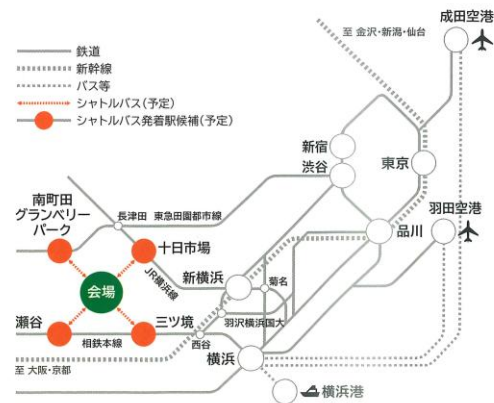 鉄道
新幹線
バス等
シャトルバス(予定)
シャトルバス発着駅候補(予定)
成田空港
至 金沢・新潟・仙台
新宿
渋谷
東京
羽田空港
品川
南町田
グランベリー
パーク
長津田
東急田園都市線
十日市場
JR横浜線
新横浜
菊名
会場
羽沢横浜国大
瀬谷
相鉄本線
三ツ境
西谷
横浜
至 大阪・京都
横浜港